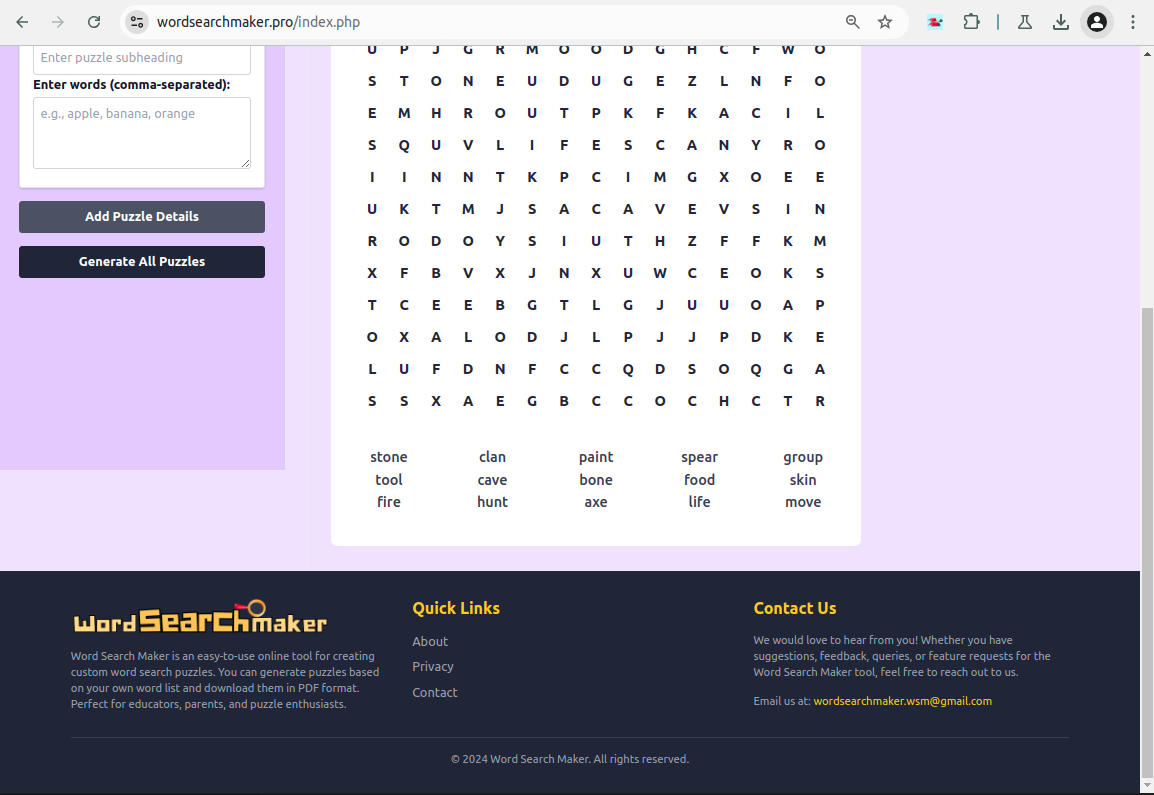 wordsearchmaker.pro/index.php
Enter puzzle subheading
Enter words (comma-separated):
e.g., apple, banana, orange
Add Puzzle Details
Generate All Puzzles
U P J G R M O O D G H C F W O
S T O N E U D U G E Z L N F O
E M H R O U T P K F K A C I L
S Q U V L I F E S C A N Y R O
I I N N T K P C I M G X O E E
U K T M J S A C A V E V S I N
R O D O Y S I U T H Z F F K M
X F B V X J N X U W C E O K S
T C E E B G T L G J U U O A P
O X A L O D J L P J J P D K E
L U F D N F C C Q D S O Q G A
S S X A E G B C C O C H C T R
stone clan paint spear group
tool cave bone food skin
fire hunt axe life move
WordSearchmaker
Word Search Maker is an easy-to-use online tool for creating
custom word search puzzles. You can generate puzzles based
on your own word list and download them in PDF format.
Perfect for educators, parents, and puzzle enthusiasts.
Quick Links
About
Privacy
Contact
Contact Us
We would love to hear from you! Whether you have
suggestions, feedback, queries, or feature requests for the
Word Search Maker tool, feel free to reach out to us.
Email us at: wordsearchmaker.wsm@gmail.com
© 2024 Word Search Maker. All rights reserved.